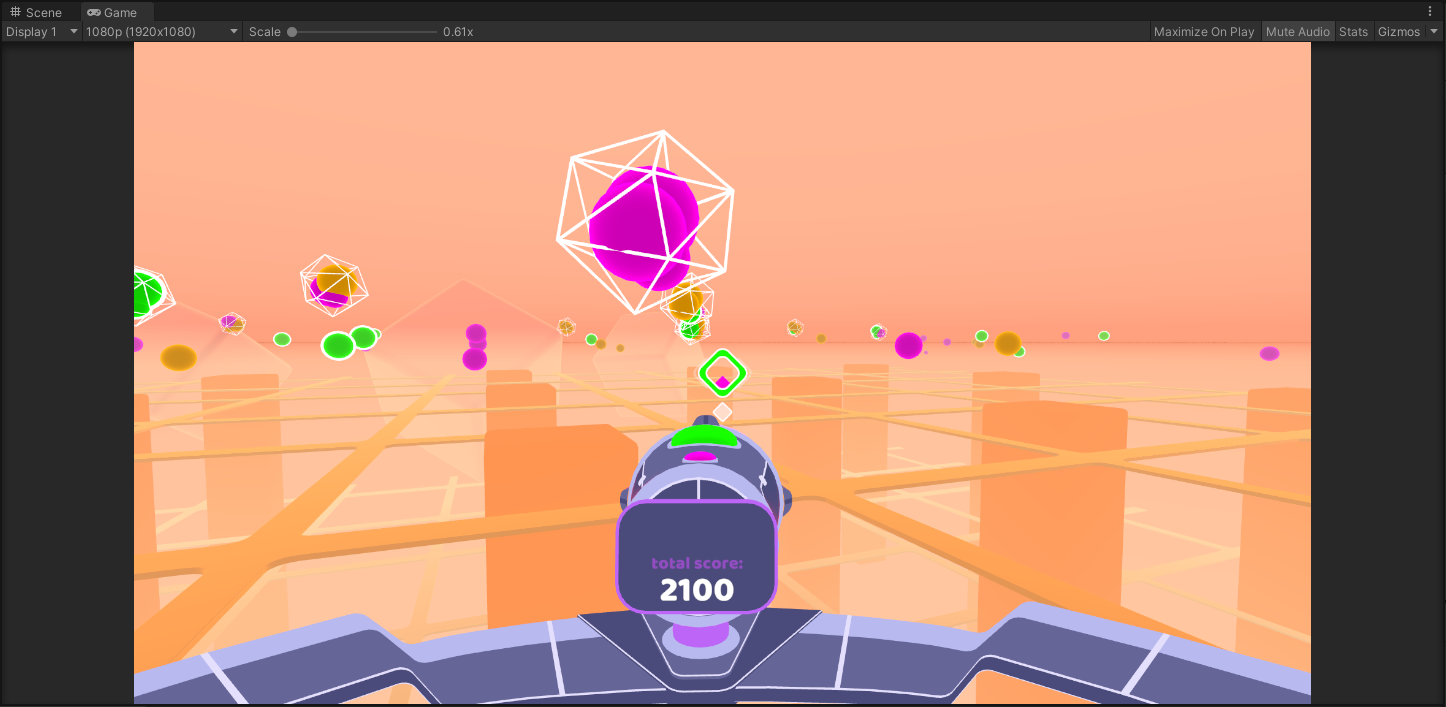 Scene Game
Display 1 1080p (1920x1080) Scale 0.61x Maximize On Play Mute Audio Stats Gizmos
total score:
2100